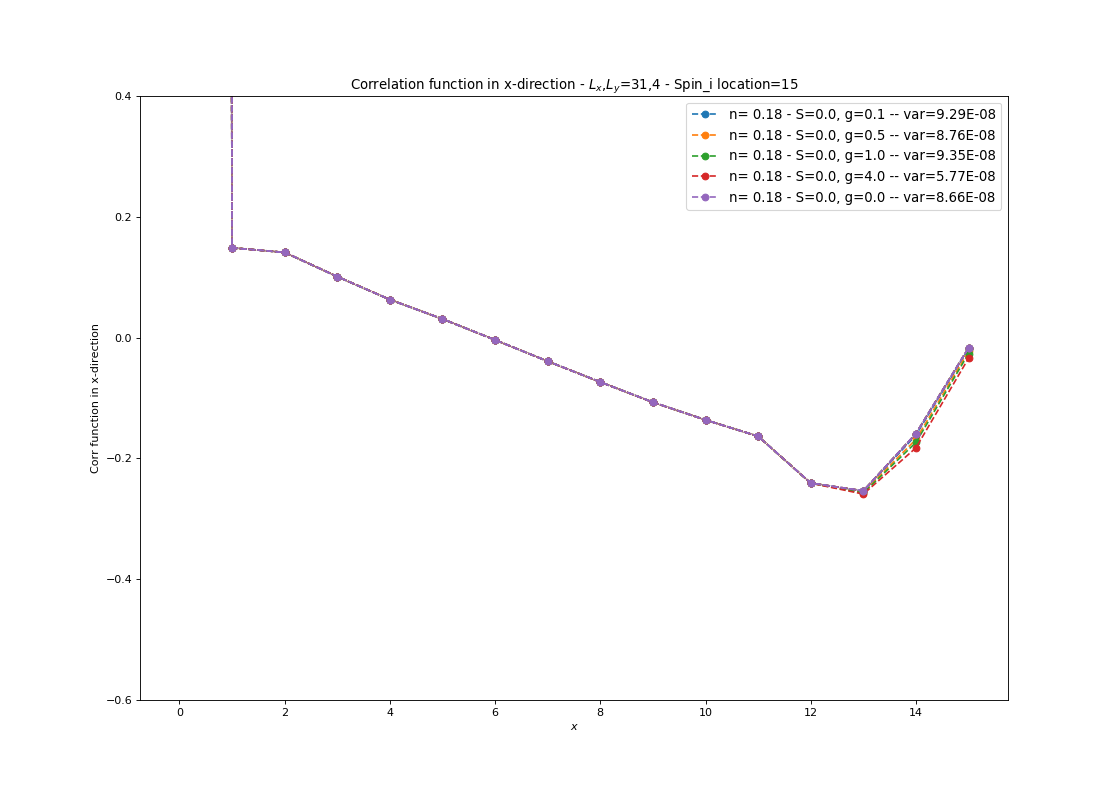 Correlation function in x-direction - Lx,Ly=31,4 - Spin_i location=15
0.4
0.2
0.0
−0.2
−0.4
−0.6
Corr function in x-direction
n= 0.18 - S=0.0, g=0.1 -- var=9.29E-08
n= 0.18 - S=0.0, g=0.5 -- var=8.76E-08
n= 0.18 - S=0.0, g=1.0 -- var=9.35E-08
n= 0.18 - S=0.0, g=4.0 -- var=5.77E-08
n= 0.18 - S=0.0, g=0.0 -- var=8.66E-08
0 2 4 6 8 10 12 14
x